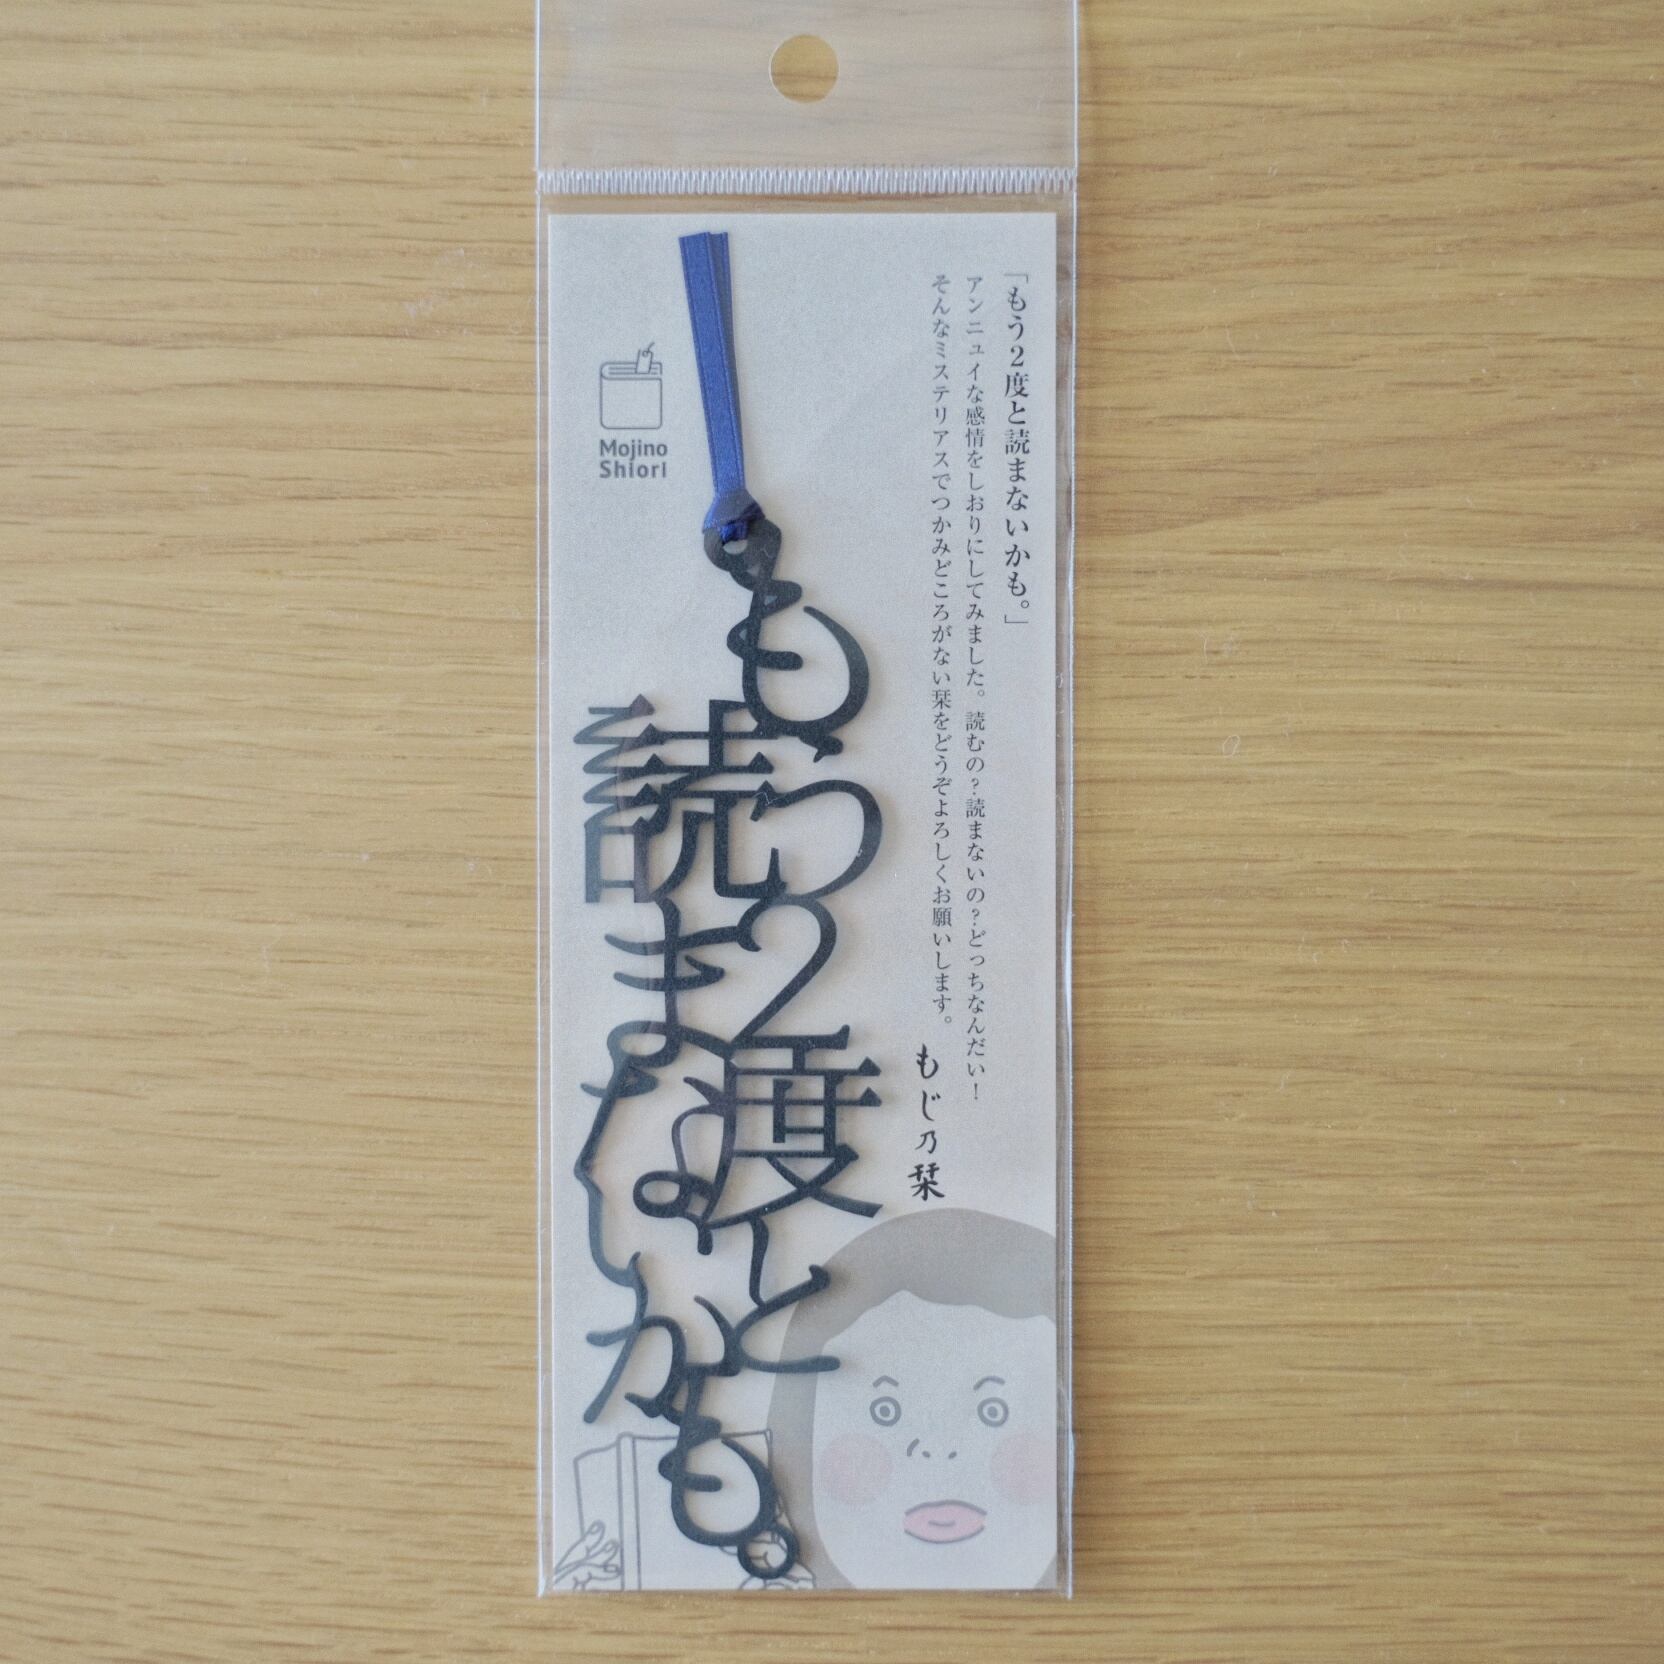 「もう2度と読まないかも。」
アンニュイな感情をしおりにしてみました。読むの?読まないの?どっちなんだい!
そんなミステリアスでつかみどころがない栞をどうぞよろしくお願いします。
もじ乃栞
もう2度と
読まないかも。
Mojino
Shiori